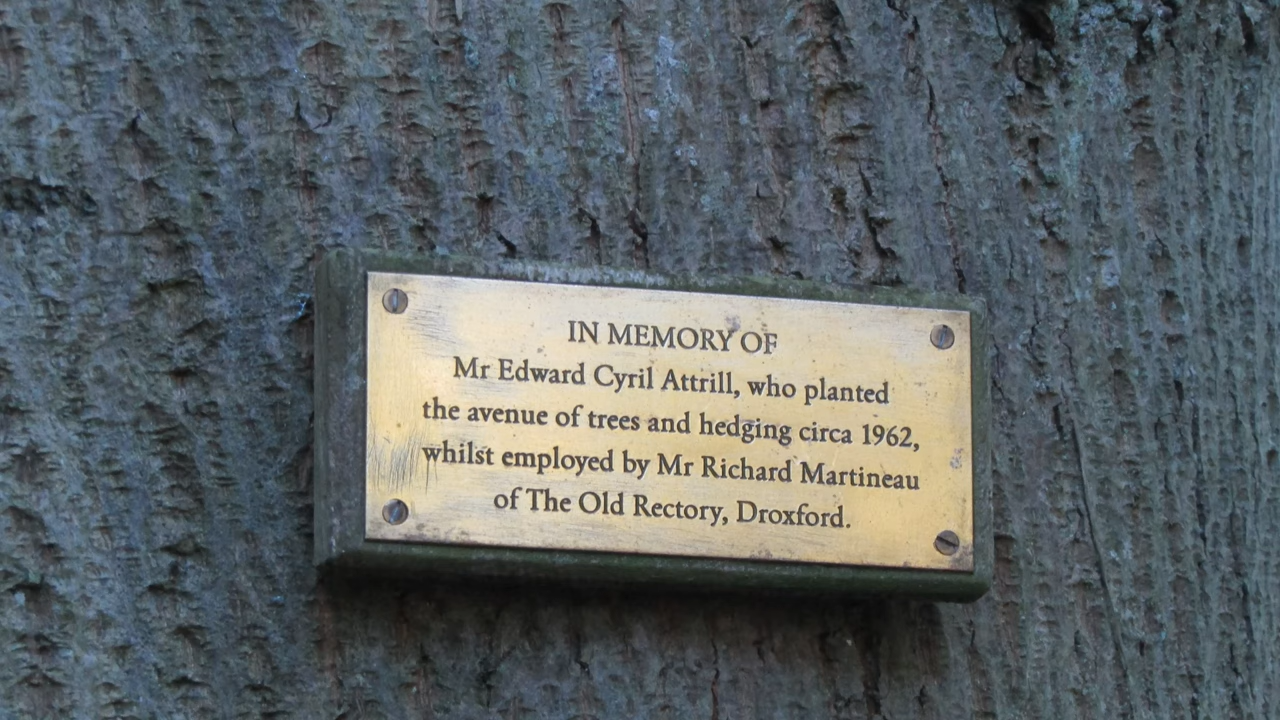 IN MEMORY OF
Mr Edward Cyril Attrill, who planted
the avenue of trees and hedging circa 1962,
whilst employed by Mr Richard Martineau
of The Old Rectory, Droxford.